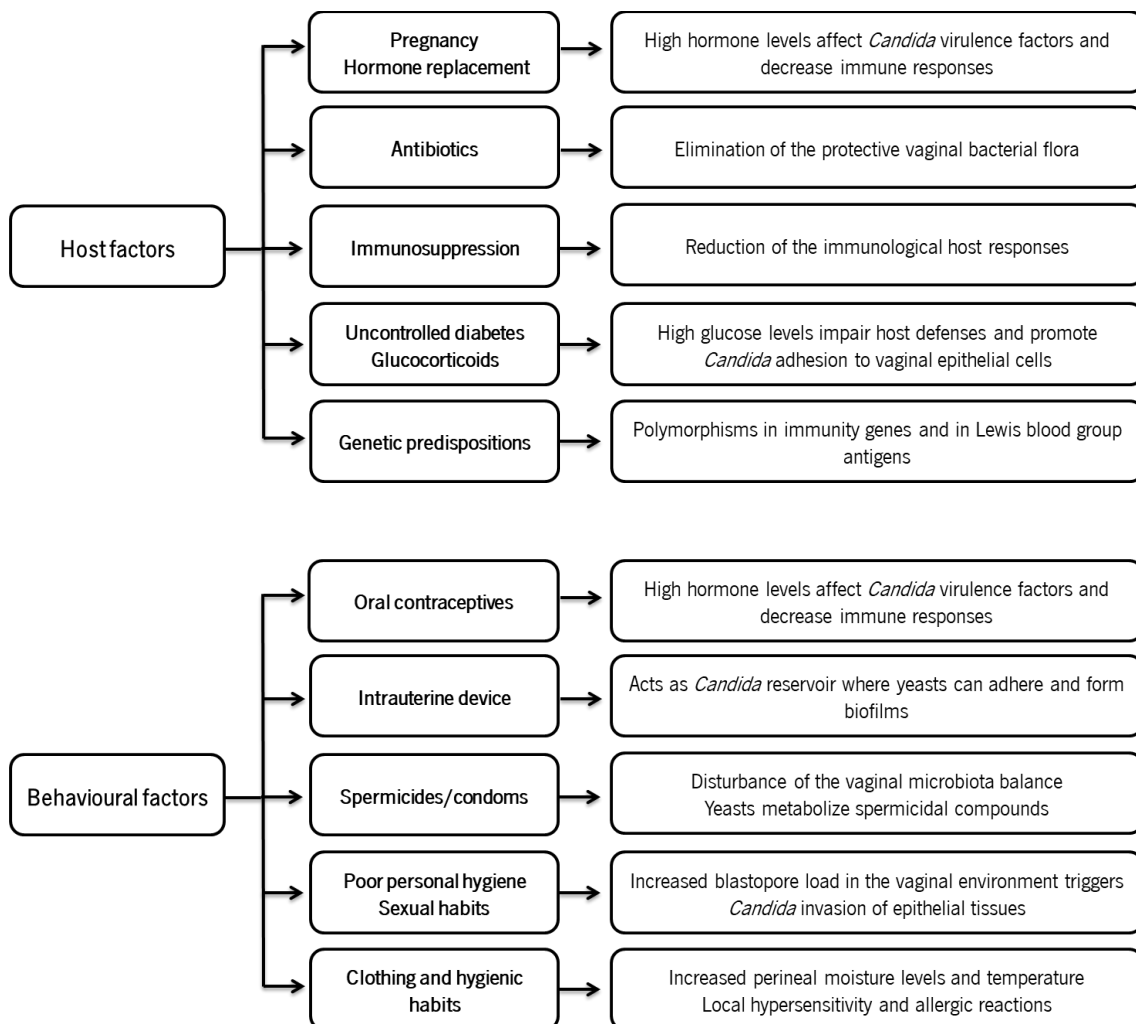 Host factors
Pregnancy
Hormone replacement
High hormone levels affect Candida virulence factors and
decrease immune responses
Antibiotics
Elimination of the protective vaginal bacterial flora
Immunosuppression
Reduction of the immunological host responses
Uncontrolled diabetes
Glucocorticoids
High glucose levels impair host defenses and promote
Candida adhesion to vaginal epithelial cells
Genetic predispositions
Polymorphisms in immunity genes and in Lewis blood group
antigens
Behavioural factors
Oral contraceptives
High hormone levels affect Candida virulence factors and
decrease immune responses
Intrauterine device
Acts as Candida reservoir where yeasts can adhere and form
biofilms
Spermicides/condoms
Disturbance of the vaginal microbiota balance
Yeasts metabolize spermicidal compounds
Poor personal hygiene
Sexual habits
Increased blastopore load in the vaginal environment triggers
Candida invasion of epithelial tissues
Clothing and hygienic
habits
Increased perineal moisture levels and temperature
Local hypersensitivity and allergic reactions